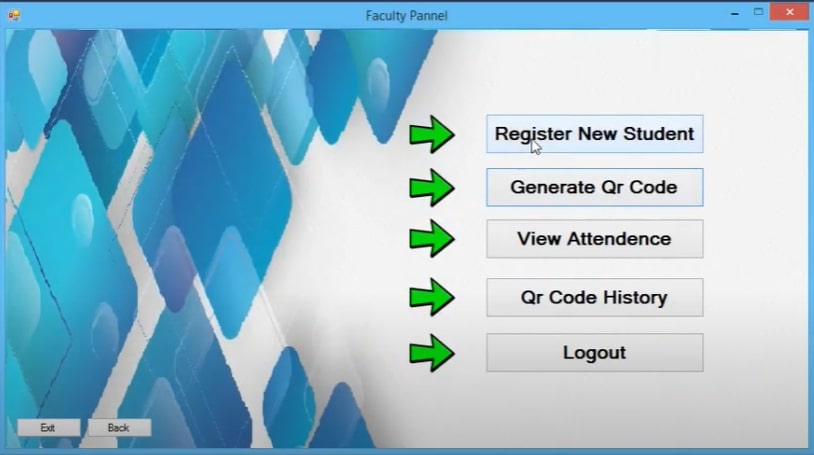 Faculty Pannel
Register New Student
Generate Qr Code
View Attendence
Qr Code History
Logout
Exit
Back